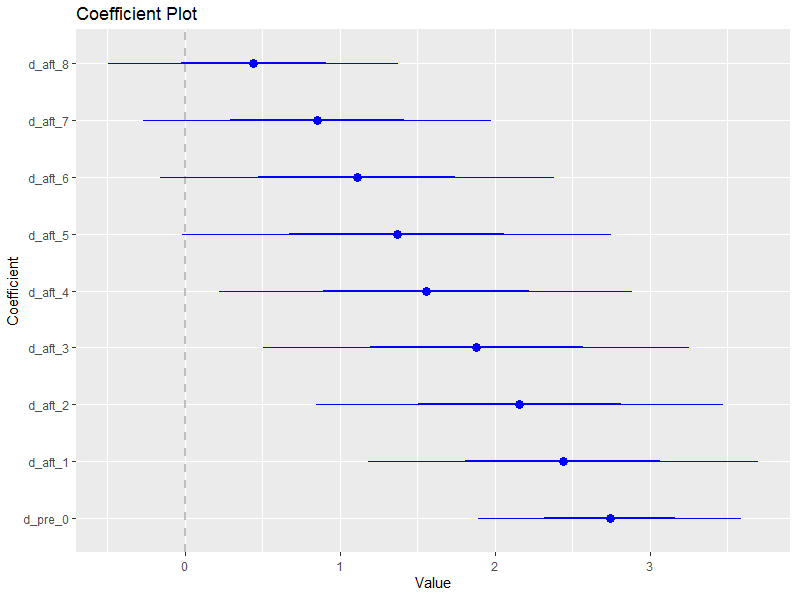 Coefficient Plot
d_aft_8
d_aft_7
d_aft_6
d_aft_5
d_aft_4
d_aft_3
d_aft_2
d_aft_1
d_pre_0
Coefficient
0 1 2 3
Value